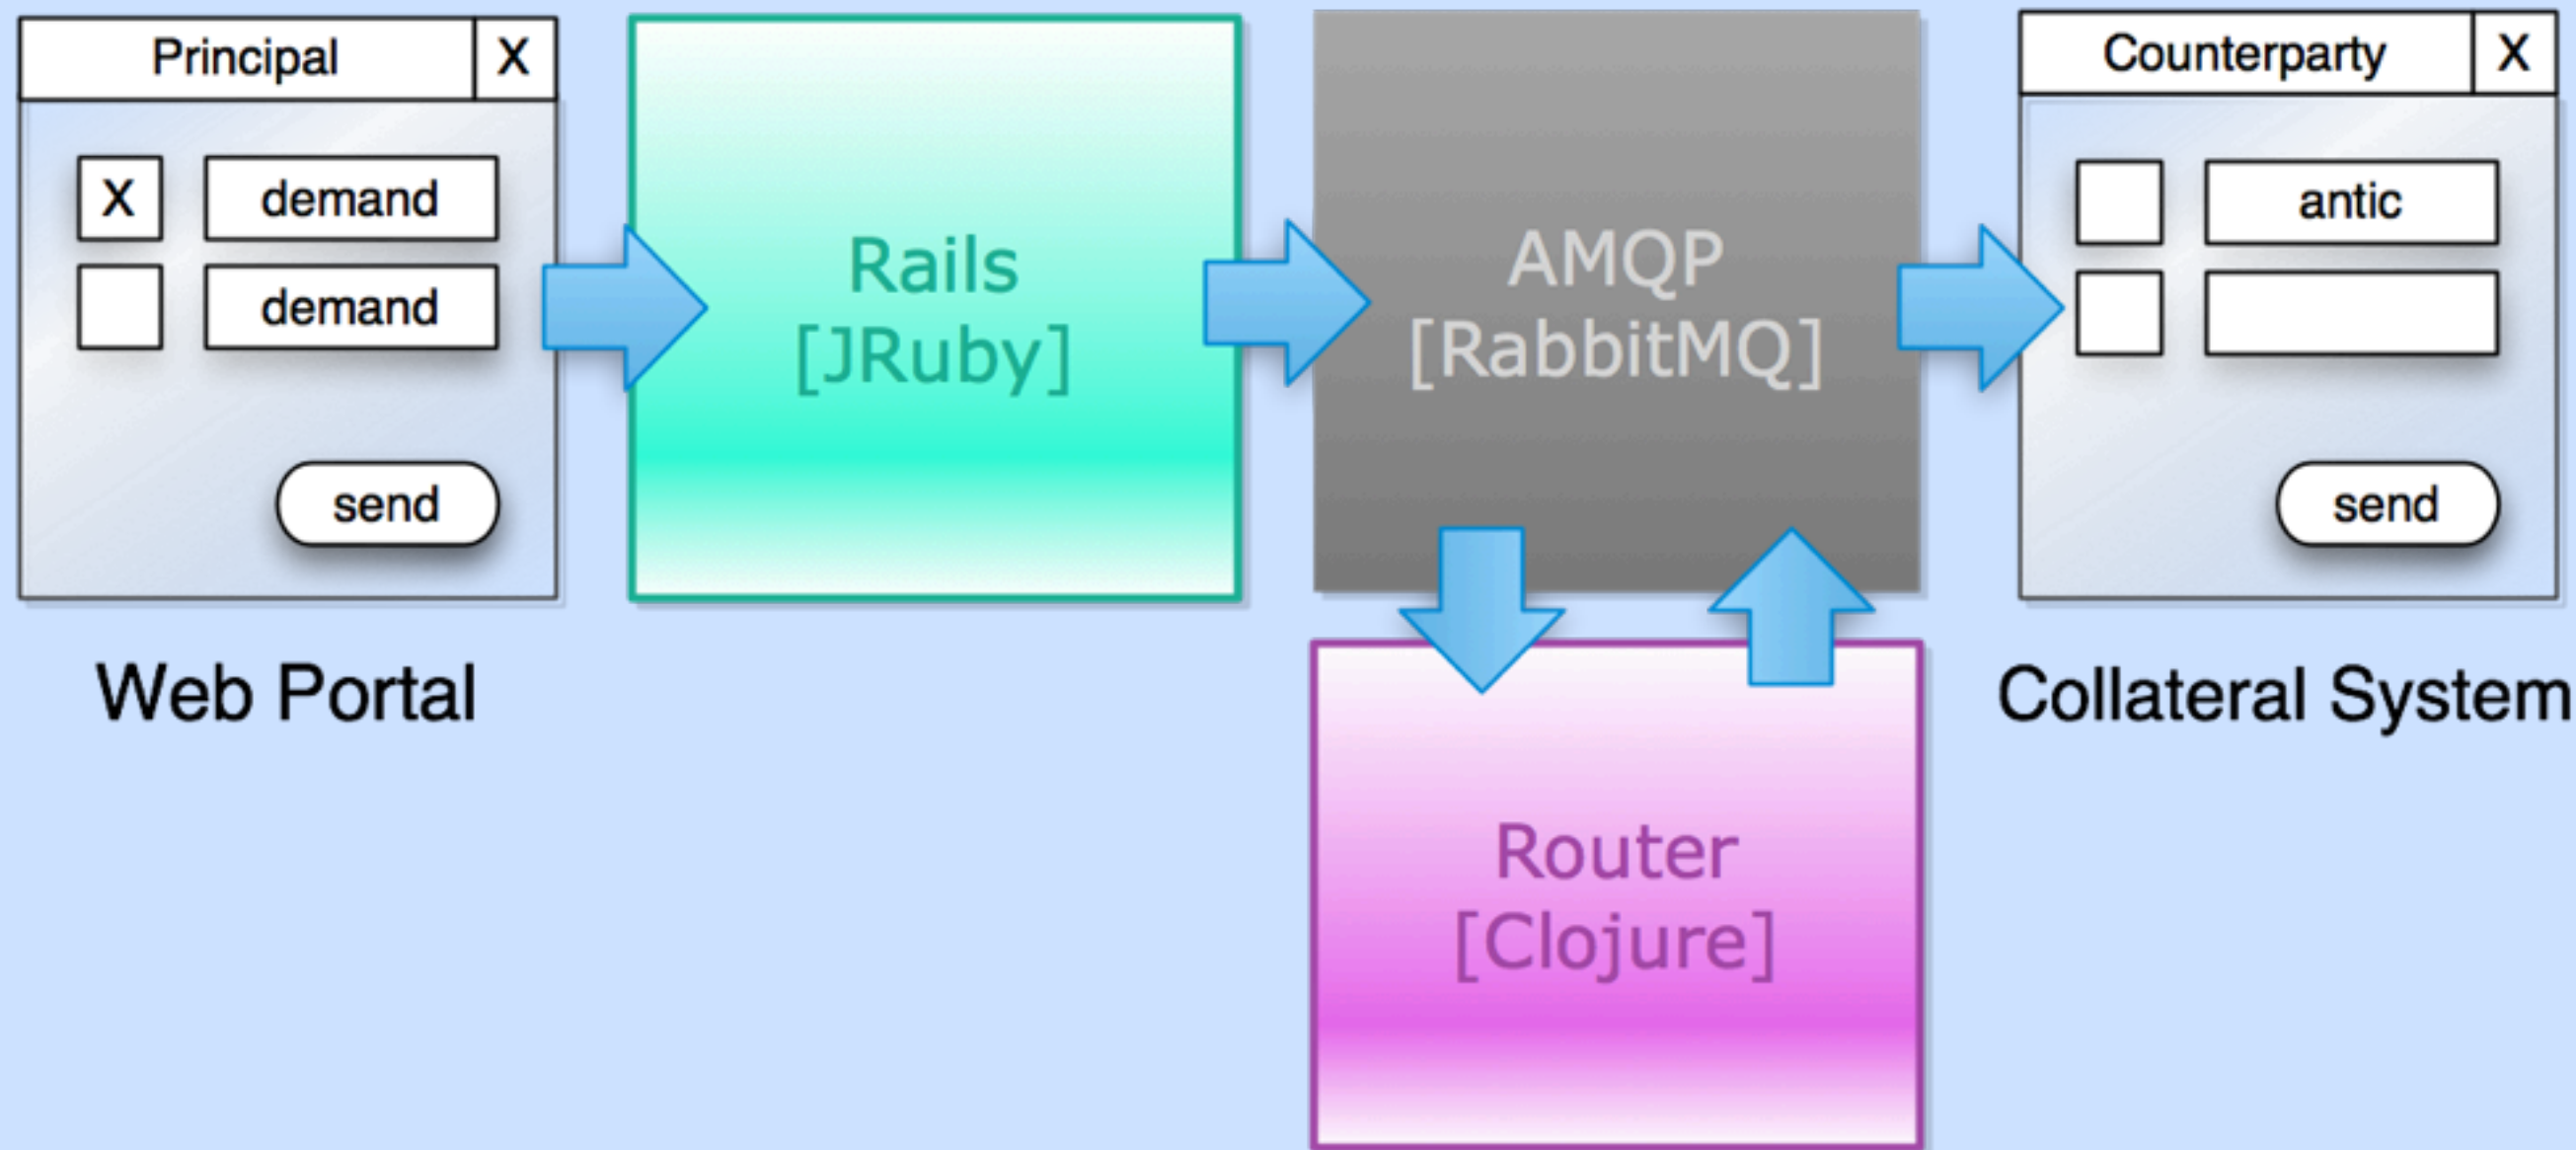 Principal X
X demand
demand
send
Web Portal
Rails
[JRuby]
AMQP
[RabbitMQ]
Router
[Clojure]
Counterparty X
antic
send
Collateral System